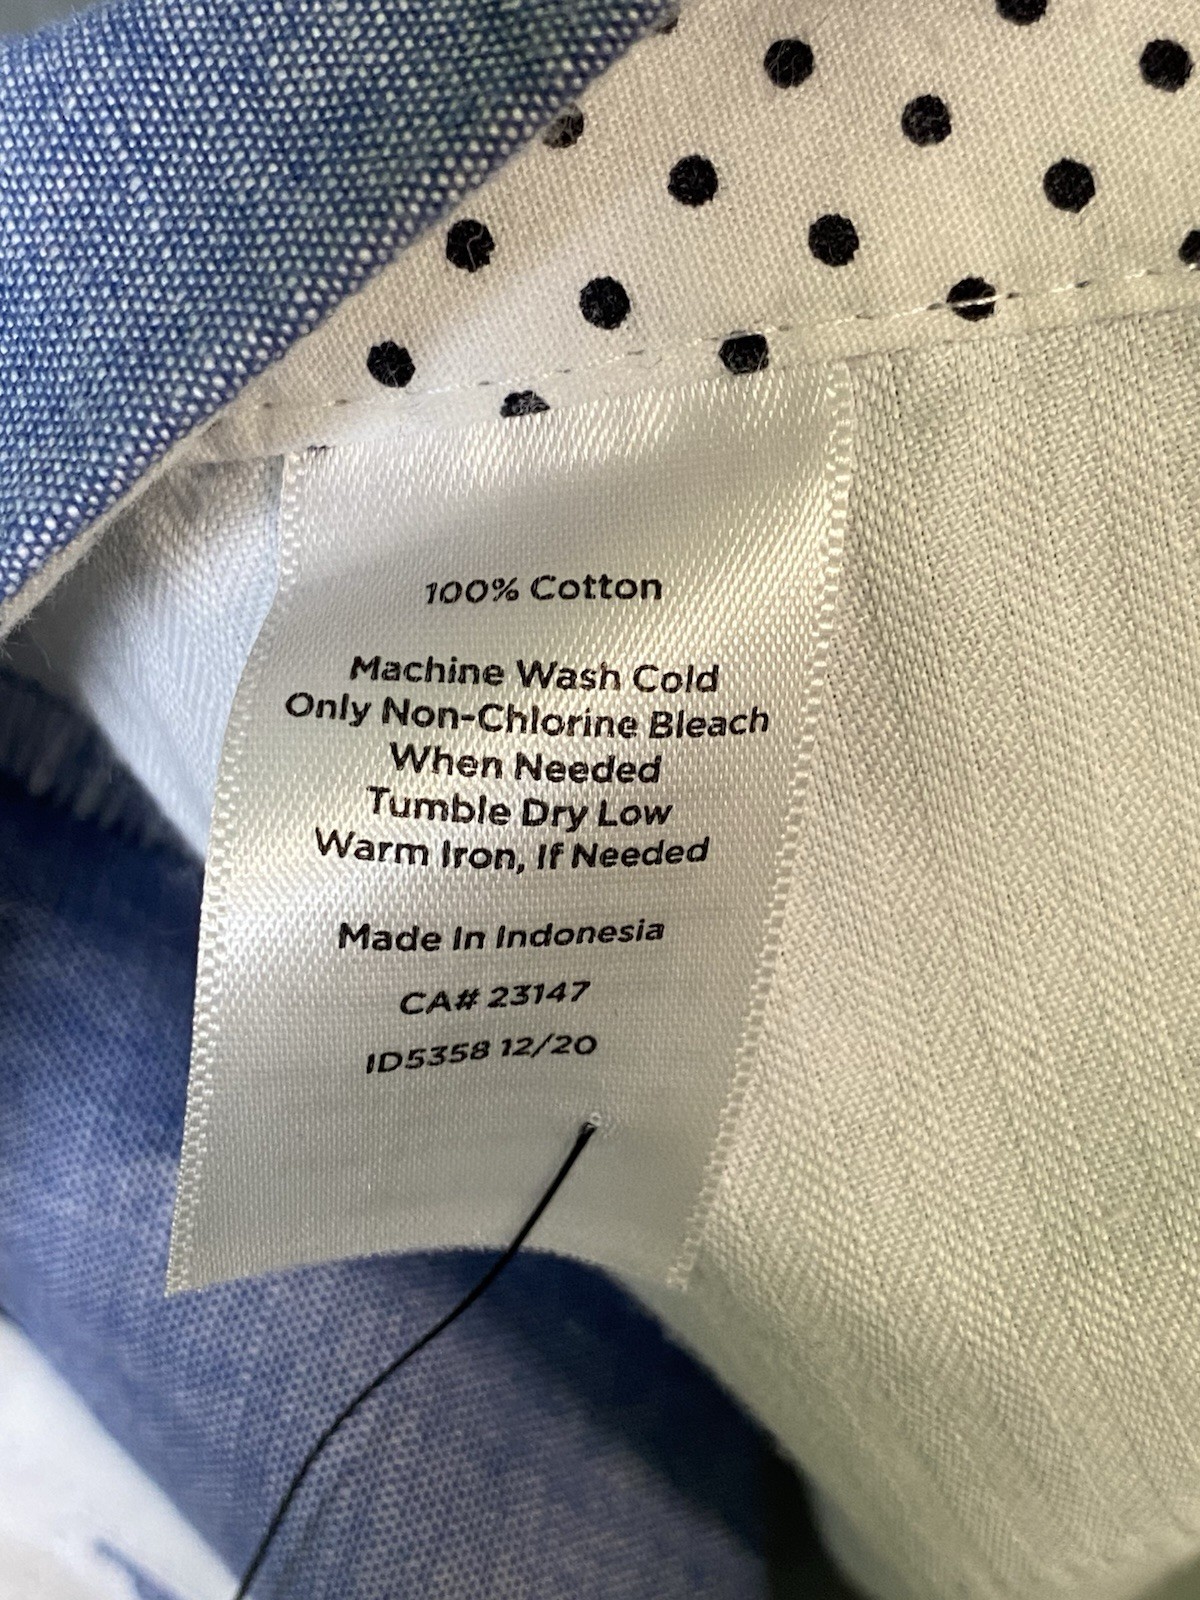 100% Cotton
Machine Wash Cold
Only Non-Chlorine Bleach
When Needed
Tumble Dry Low
Warm Iron, If Needed
Made In Indonesia
CA# 23147
ID5358 12/20